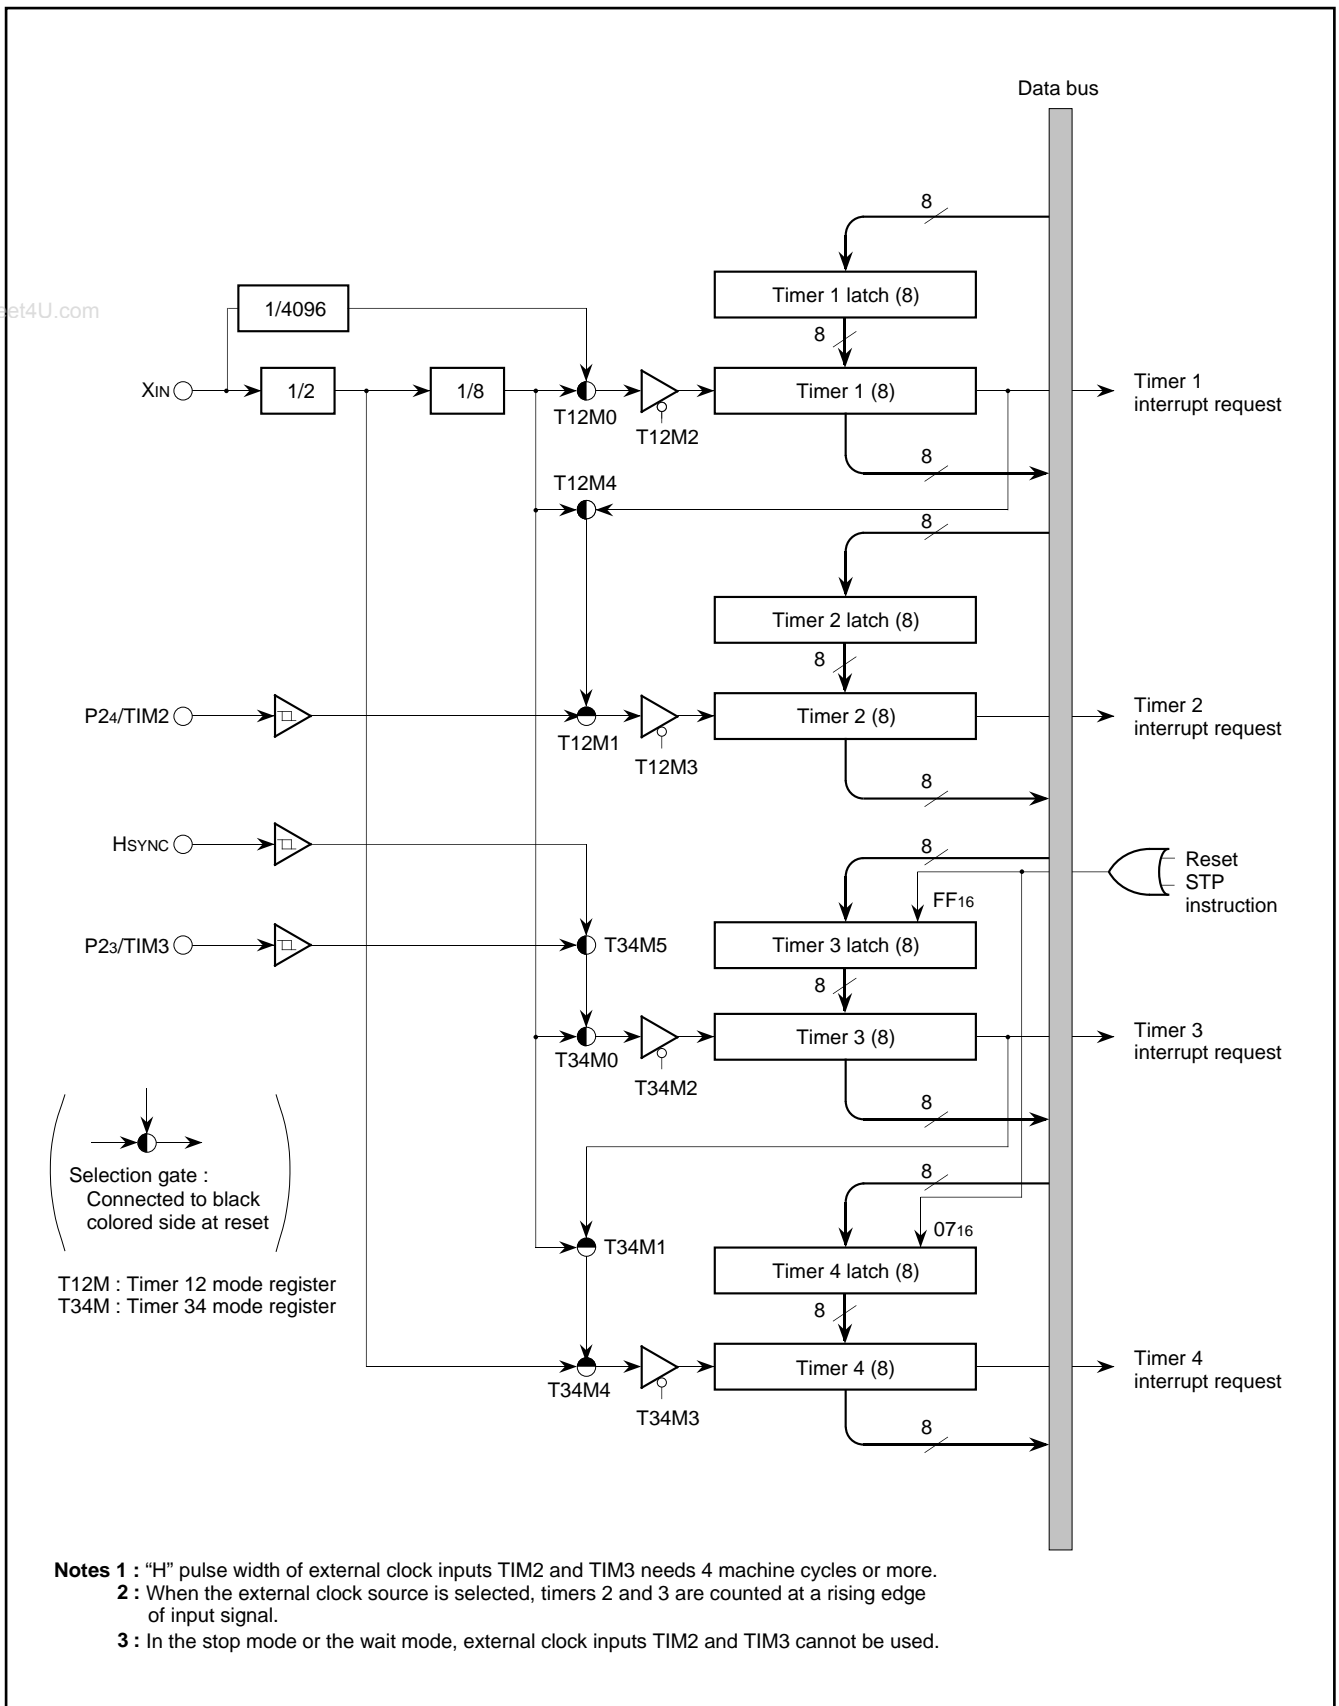 Data bus
8
Timer 1 latch (8)
et4U.com
1/4096
8
XIN
1/2
1/8
T12M0
T12M2
Timer 1 (8)
Timer 1
interrupt request
8
T12M4
8
Timer 2 latch (8)
8
P24/TIM2
T12M1
T12M3
Timer 2 (8)
Timer 2
interrupt request
8
HSYNC
8
Reset
STP
instruction
FF16
P23/TIM3
T34M5
Timer 3 latch (8)
8
T34M0
T34M2
Timer 3 (8)
Timer 3
interrupt request
8
Selection gate :
Connected to black
colored side at reset
8
0716
T34M1
Timer 4 latch (8)
T12M : Timer 12 mode register
T34M : Timer 34 mode register
8
T34M4
T34M3
Timer 4 (8)
Timer 4
interrupt request
8
Notes 1 : “H” pulse width of external clock inputs TIM2 and TIM3 needs 4 machine cycles or more.
2 : When the external clock source is selected, timers 2 and 3 are counted at a rising edge
of input signal.
3 : In the stop mode or the wait mode, external clock inputs TIM2 and TIM3 cannot be used.